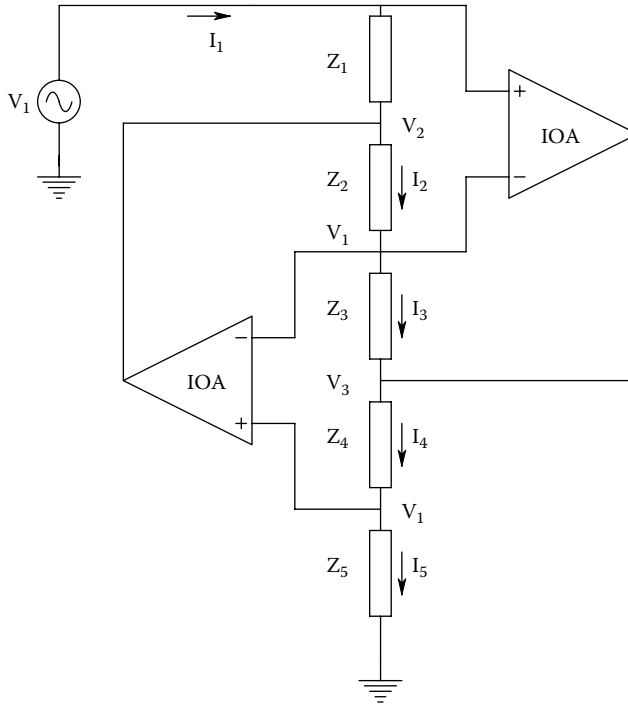 I₁
Z₁
V₁
+
IOA
−
V₂
Z₂
I₂
V₁
Z₃
I₃
−
IOA
+
V₃
Z₄
I₄
V₁
Z₅
I₅